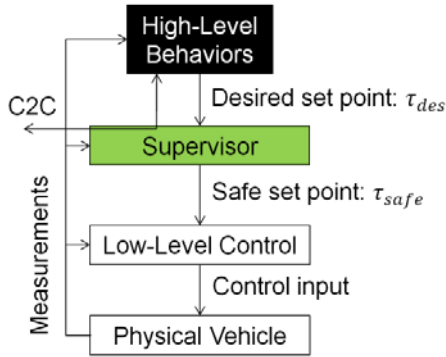 High-Level
Behaviors
C2C
Desired set point: τ_des
Supervisor
Safe set point: τ_safe
Measurements
Low-Level Control
Control input
Physical Vehicle